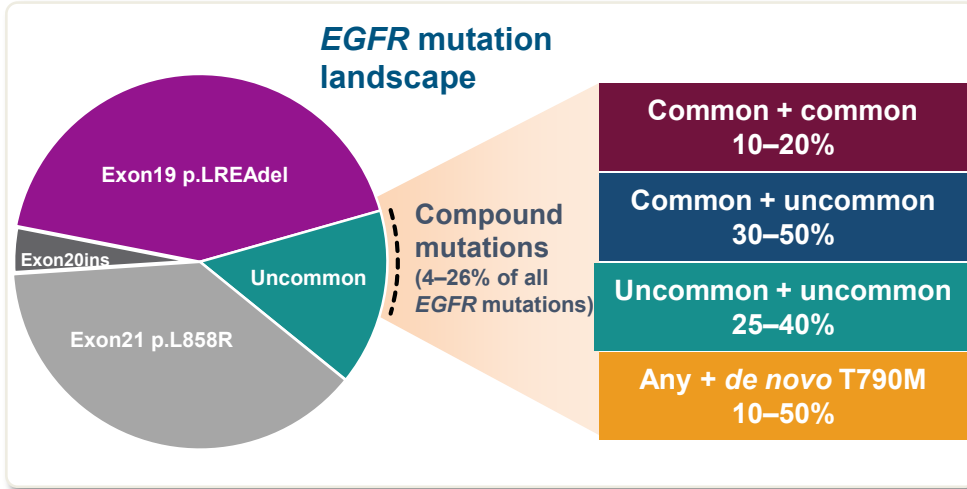 EGFR mutation
landscape
Exon19 p.LREAdel
Exon20ins
Exon21 p.L858R
Uncommon
Compound
mutations
(4–26% of all
EGFR mutations)
Common + common
10–20%
Common + uncommon
30–50%
Uncommon + uncommon
25–40%
Any + de novo T790M
10–50%